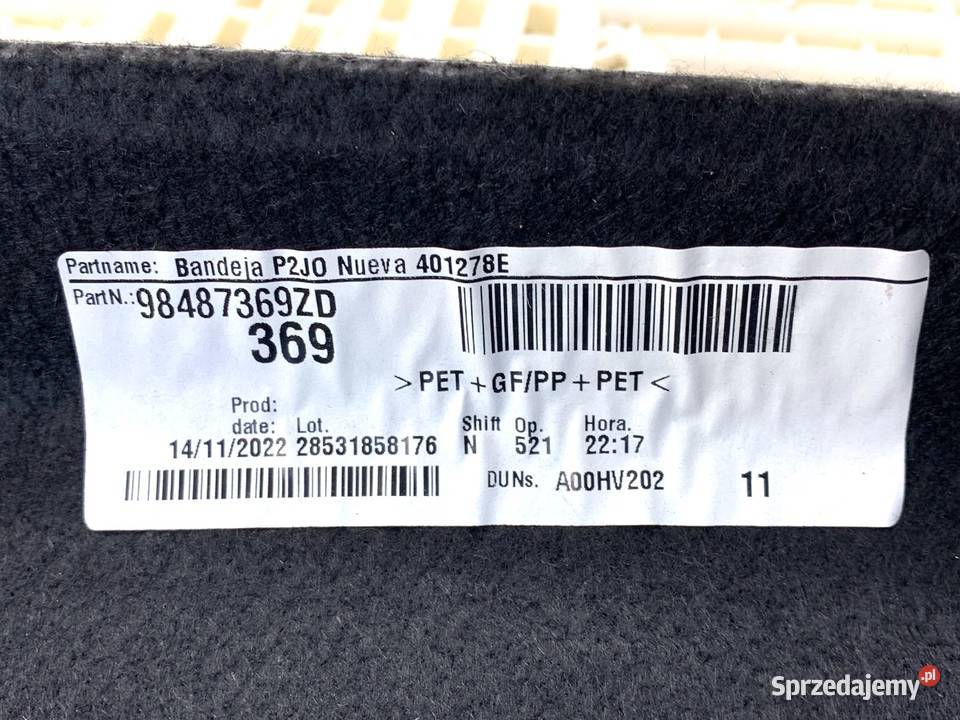 Partname: Bandeja P2JO Nueva 401278E
PartN.: 98487369ZD
369
>PET+GF/PP+PET<
Prod:
date: Lot. Shift Op. Hora.
14/11/2022 28531858176 N 521 22:17
DUNs. A00HV202 11
Sprzedajemy.pl